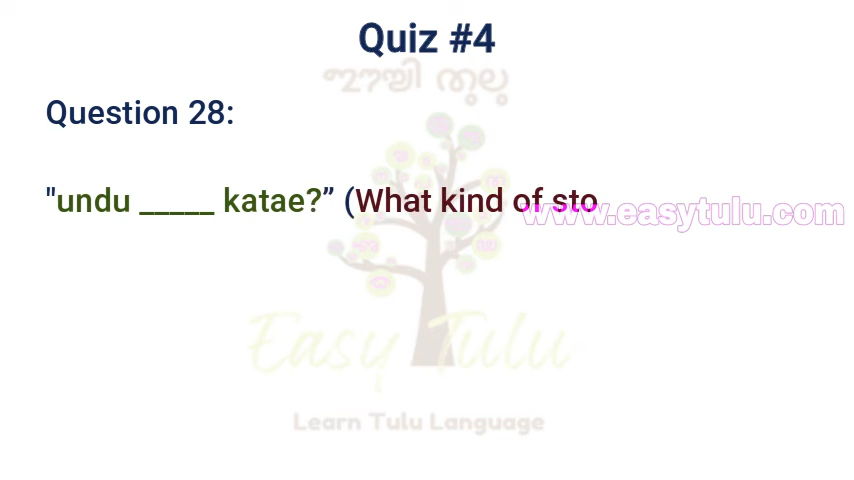 Quiz #4
Question 28:
"undu _____ katae?” (What kind of sto
www.easytulu.com
Easy Tulu
Learn Tulu Language